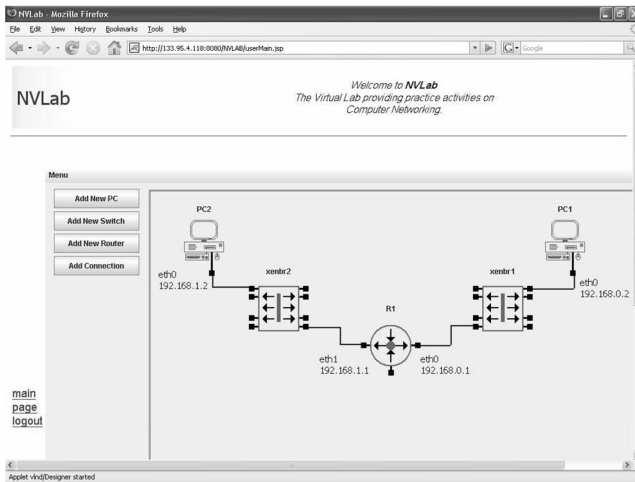 NVLab - Mozilla Firefox
File Edit View History Bookmarks Tools Help
http://133.95.4.118:8080/NVLAB/userMain.jsp
Google
NVLab
Welcome to NVLab
The Virtual Lab providing practice activities on
Computer Networking.
Menu
Add New PC
Add New Switch
Add New Router
Add Connection
PC2
PC1
eth0
192.168.1.2
xenbr2
xenbr1
eth0
192.168.0.2
R1
eth1
192.168.1.1
eth0
192.168.0.1
main
page
logout
Applet vlnd/Designer started